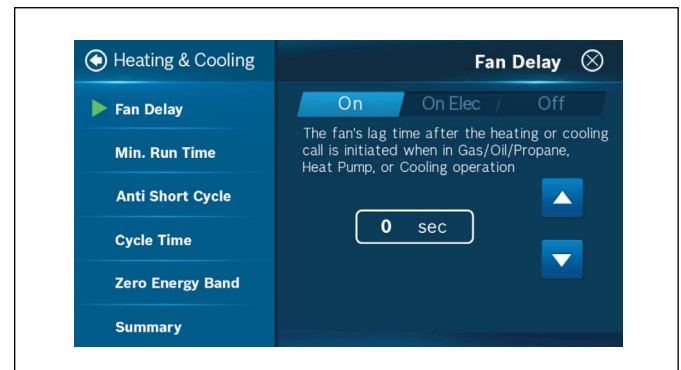 Heating & Cooling
Fan Delay
Fan Delay
Min. Run Time
Anti Short Cycle
Cycle Time
Zero Energy Band
Summary
On
On Elec
Off
The fan's lag time after the heating or cooling
call is initiated when in Gas/Oil/Propane,
Heat Pump, or Cooling operation
0 sec